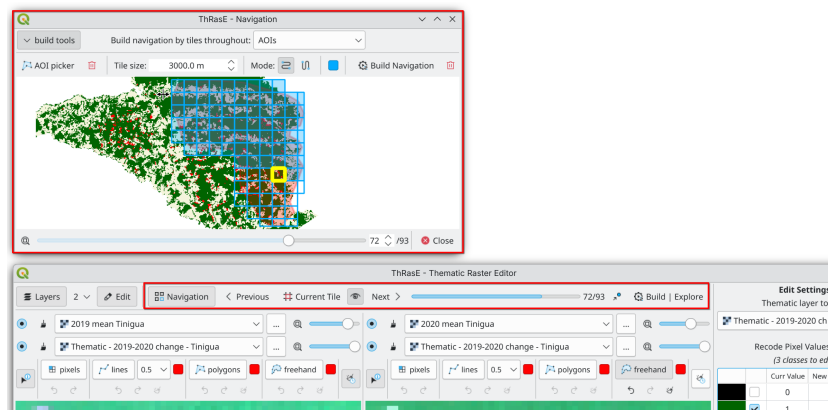 ThRasE - Navigation
build tools Build navigation by tiles throughout: AOIs
AOI picker Tile size: 3000.0 m Mode: Build Navigation
72 /93 Close
ThRasE - Thematic Raster Editor
Layers 2 Edit Navigation Previous Current Tile Next 72/93 Build | Explore
Edit Settings
Thematic layer to
2019 mean Tinigua ... 2020 mean Tinigua ...
Thematic - 2019-2020 ch
Thematic - 2019-2020 change - Tinigua ... Thematic - 2019-2020 change - Tinigua ...
Recode Pixel Values
(3 classes to ed
pixels lines 0.5 polygons freehand pixels lines 0.5 polygons freehand
Curr Value New
0
1